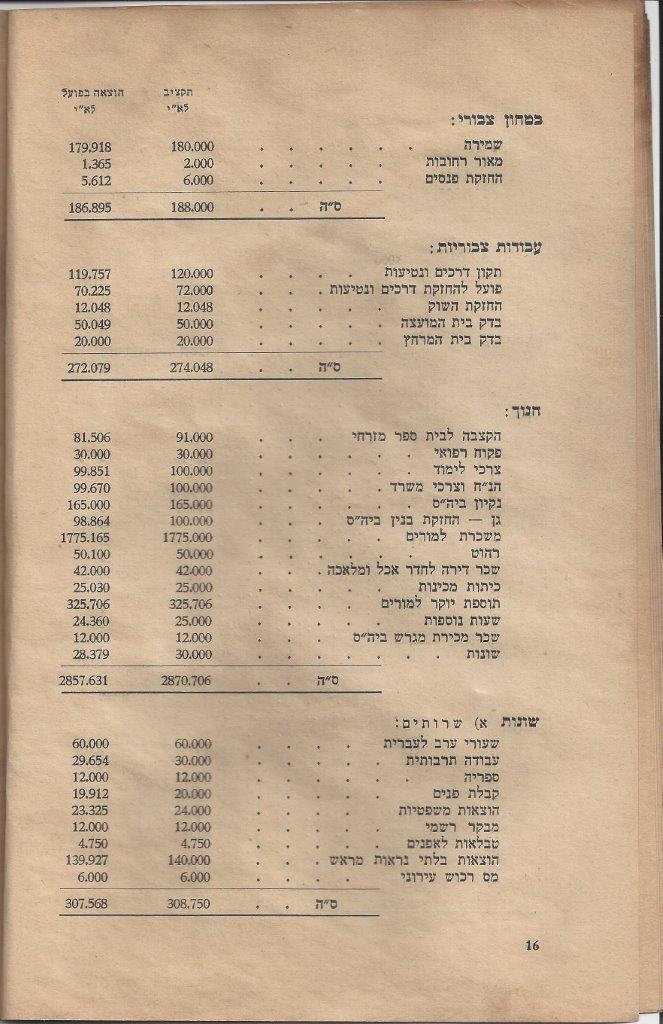 תקציב הוצאה בפועל
לא"י לא"י
בטחון צבורי:
שמירה . . . . . . 180.000 179.918
מאור רחובות . . . . . 2.000 1.365
החזקת פנסים . . . . . 6.000 5.612
ס"ה . . 188.000 186.895
עבודות צבוריות:
תקון דרכים ונטיעות . . . . 120.000 119.757
פועל להחזקת דרכים ונטיעות . . . 72.000 70.225
החזקת השוק . . . . . 12.048 12.048
בדק בית המועצה . . . . . 50.000 50.049
בדק בית המרחץ . . . . . 20.000 20.000
ס"ה . . 274.048 272.079
חנוך:
הקצבה לבית ספר מזרחי . . . 91.000 81.506
פקוח רפואי . . . . . . 30.000 30.000
צרכי לימוד . . . . . . 100.000 99.851
הנ"ח וצרכי משרד . . . . . 100.000 99.670
נקיון ביה"ס . . . . . 165.000 165.000
גן — החזקת בנין ביה"ס . . . 100.000 98.864
משכרת למורים . . . . . 1775.000 1775.165
רהוט . . . . . . 50.000 50.100
שכר דירה לחדר אכל ומלאכה . . . 42.000 42.000
כיתות מכינות . . . . . 25.000 25.030
תוספת יוקר למורים . . . . 325.706 325.706
שעות נוספות . . . . . 25.000 24.360
שכר מכירת מגרש ביה"ס . . . 12.000 12.000
שונות . . . . . . 30.000 28.379
ס"ה . . 2870.706 2857.631
שונות א) שרותים:
שעורי ערב לעברית . . . . 60.000 60.000
עבודה תרבותית . . . . . 30.000 29.654
ספריה . . . . . . 12.000 12.000
קבלת פנים . . . . . 20.000 19.912
הוצאות משפטיות . . . . . 24.000 23.325
מבקר רשמי . . . . . 12.000 12.000
טבלאות לאפנים . . . . . 4.750 4.750
הוצאות בלתי נראות מראש . . . 140.000 139.927
מס רכוש עירוני . . . . . 6.000 6.000
ס"ה . . 308.750 307.568
16